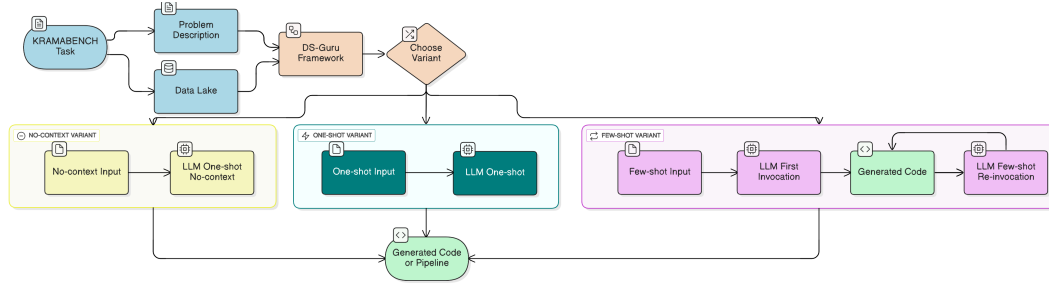 KRAMABENCH
Task
Problem
Description
Data Lake
DS-Guru
Framework
Choose
Variant
NO-CONTEXT VARIANT
No-context Input
LLM One-shot
No-context
ONE-SHOT VARIANT
One-shot Input
LLM One-shot
FEW-SHOT VARIANT
Few-shot Input
LLM First
Invocation
Generated Code
LLM Few-shot
Re-invocation
Generated Code
or Pipeline